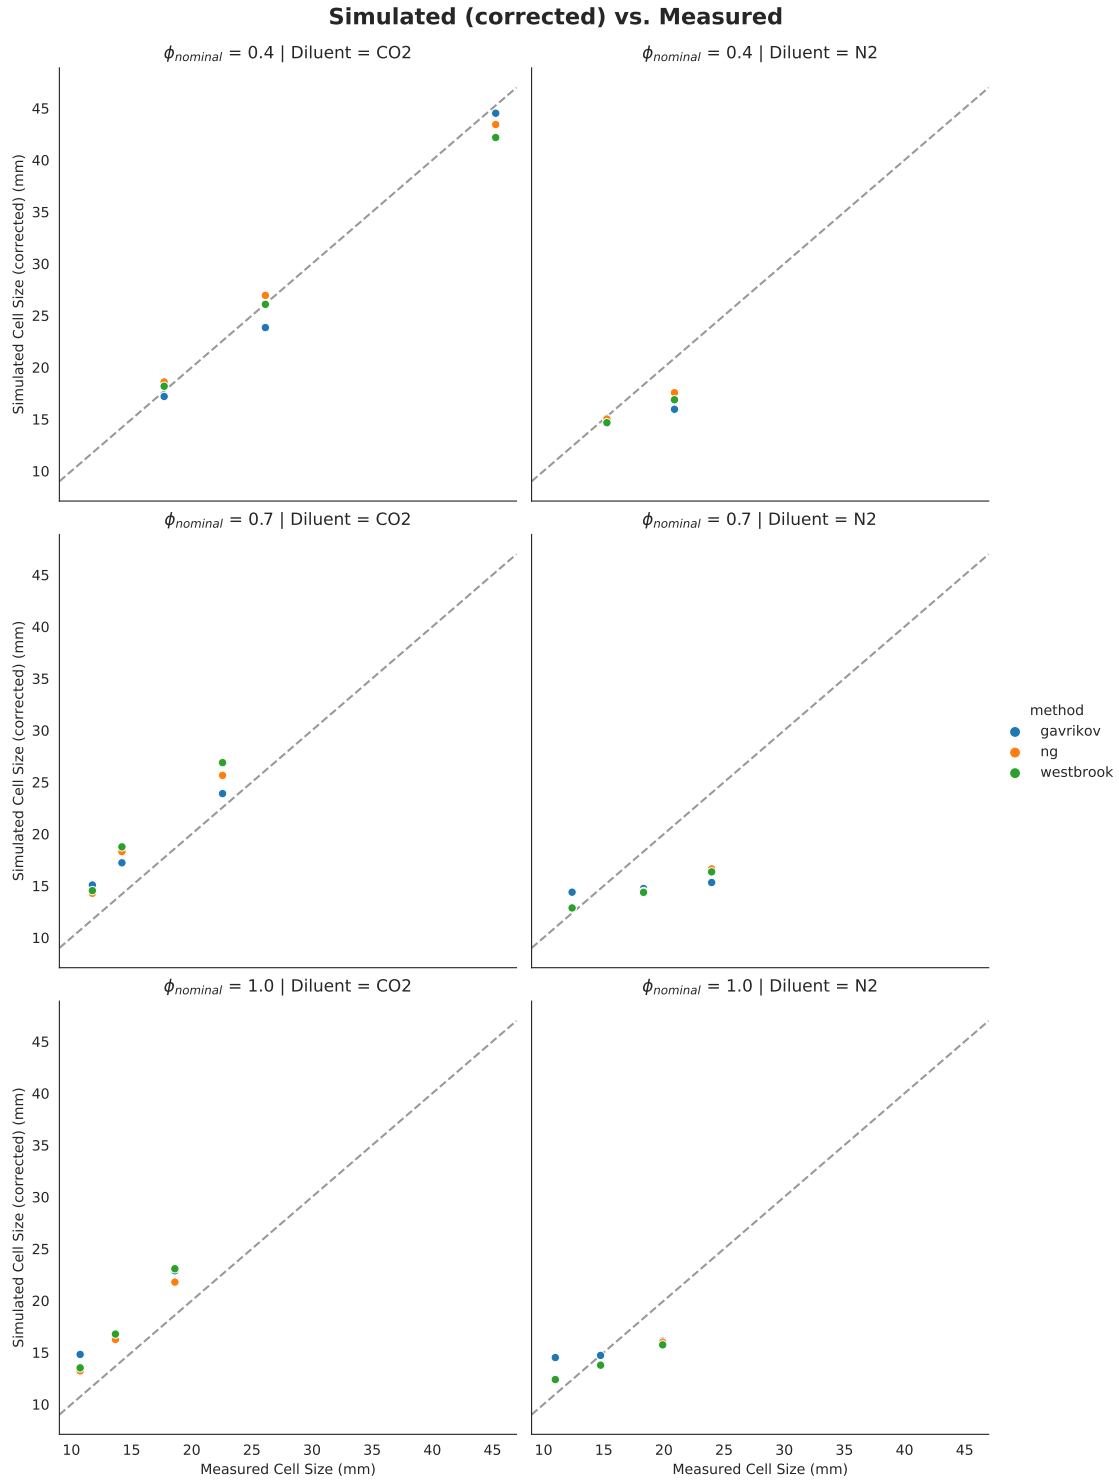 Simulated (corrected) vs. Measured
ϕnominal = 0.4 | Diluent = CO2
ϕnominal = 0.4 | Diluent = N2
Simulated Cell Size (corrected) (mm)
45
40
35
30
25
20
15
10
ϕnominal = 0.7 | Diluent = CO2
ϕnominal = 0.7 | Diluent = N2
Simulated Cell Size (corrected) (mm)
45
40
35
30
25
20
15
10
method
gavrikov
ng
westbrook
ϕnominal = 1.0 | Diluent = CO2
ϕnominal = 1.0 | Diluent = N2
Simulated Cell Size (corrected) (mm)
45
40
35
30
25
20
15
10
10 15 20 25 30 35 40 45
10 15 20 25 30 35 40 45
Measured Cell Size (mm)
Measured Cell Size (mm)